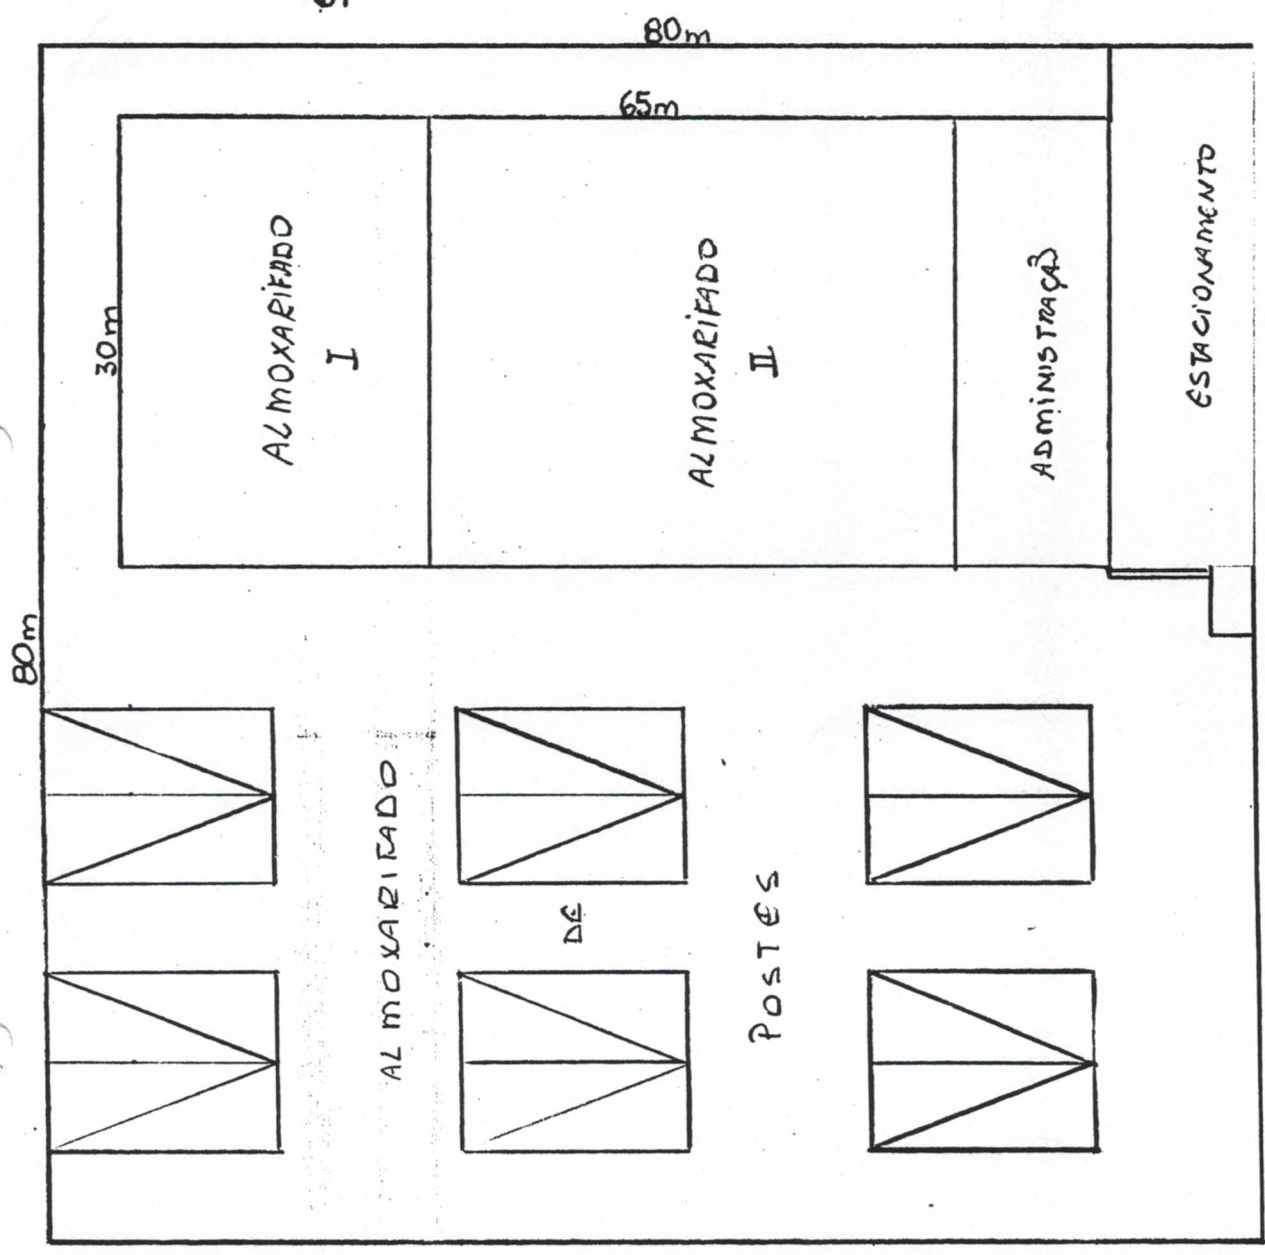 80m
65m
30m
ALMOXARIFADO
I
ALMOXARIFADO
II
ADMINISTRAÇÃO
ESTACIONAMENTO
80m
ALMOXARIFADO
DE
POSTES